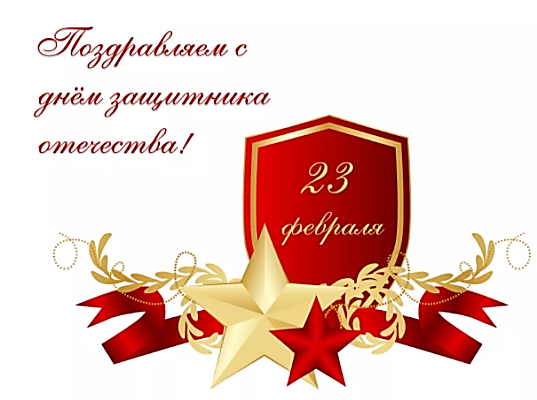 Поздравляем с
днём защитника
отечества!
23
февраля